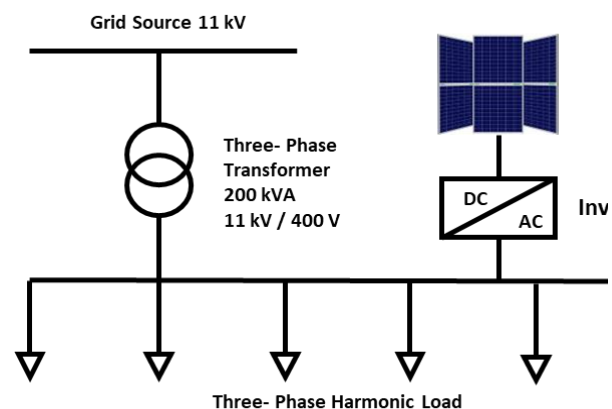 Grid Source 11 kV
Three- Phase
Transformer
200 kVA
11 kV / 400 V
DC
AC
Inv
Three- Phase Harmonic Load